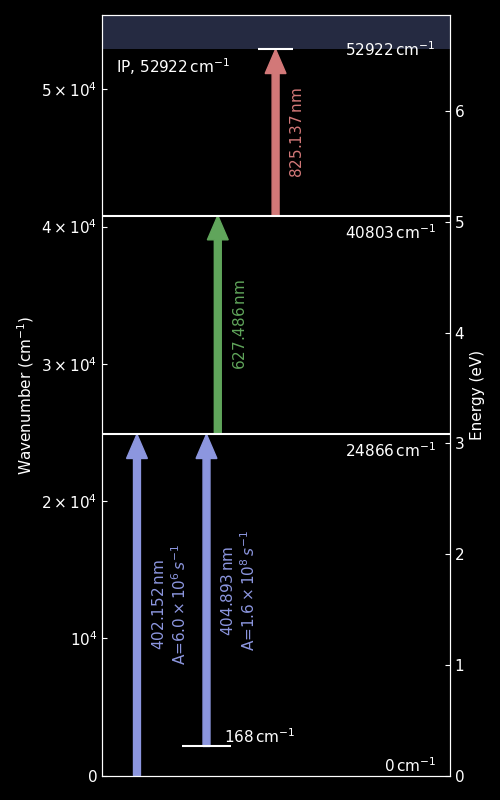 52922 cm⁻¹
IP, 52922 cm⁻¹
5 × 10⁴
6
825.137 nm
4 × 10⁴
5
40803 cm⁻¹
627.486 nm
4
3 × 10⁴
Wavenumber (cm⁻¹)
Energy (eV)
3
24866 cm⁻¹
2 × 10⁴
2
402.152 nm
A=6.0 × 10⁶ s⁻¹
404.893 nm
A=1.6 × 10⁸ s⁻¹
10⁴
1
168 cm⁻¹
0 cm⁻¹
0
0